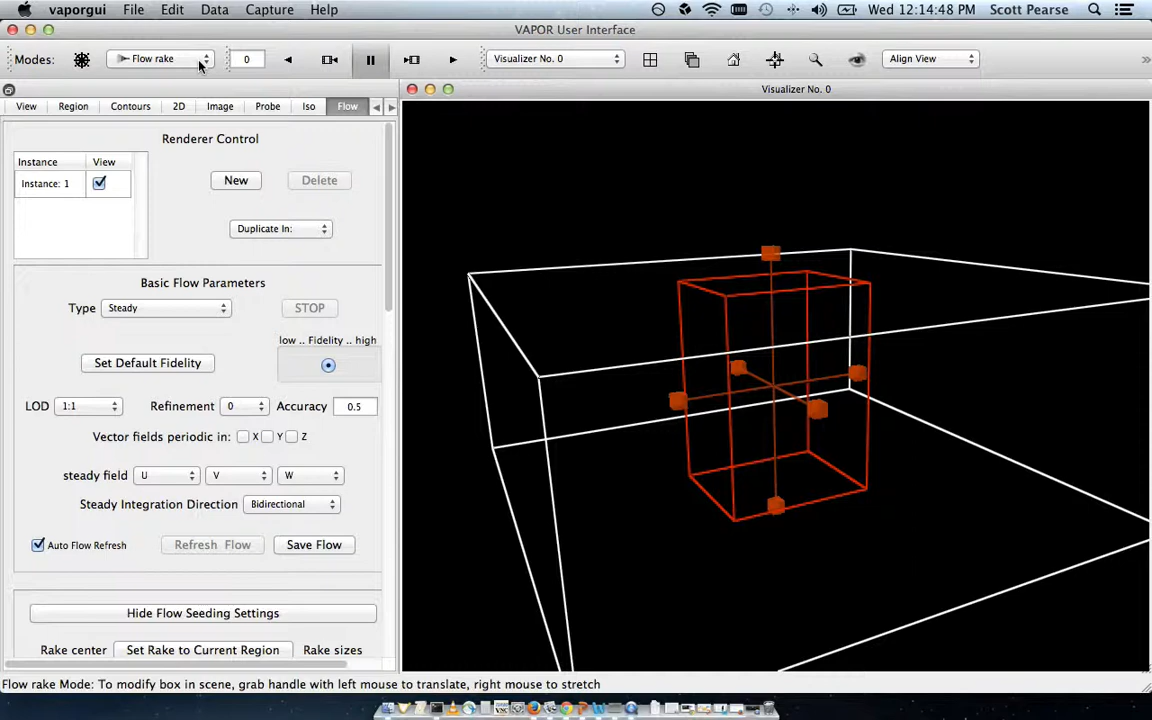 vaporgui File Edit Data Capture Help Wed 12:14:48 PM Scott Pearse
VAPOR User Interface
Modes: Flow rake 0 Visualizer No. 0 Align View »
View Region Contours 2D Image Probe Iso Flow
Visualizer No. 0
Renderer Control
Instance View
Instance: 1
New Delete
Duplicate In:
Basic Flow Parameters
Type Steady STOP
low .. Fidelity .. high
Set Default Fidelity
LOD 1:1 Refinement 0 Accuracy 0.5
Vector fields periodic in: X Y Z
steady field U V W
Steady Integration Direction Bidirectional
Auto Flow Refresh Refresh Flow Save Flow
Hide Flow Seeding Settings
Rake center Set Rake to Current Region Rake sizes
Flow rake Mode: To modify box in scene, grab handle with left mouse to translate, right mouse to stretch